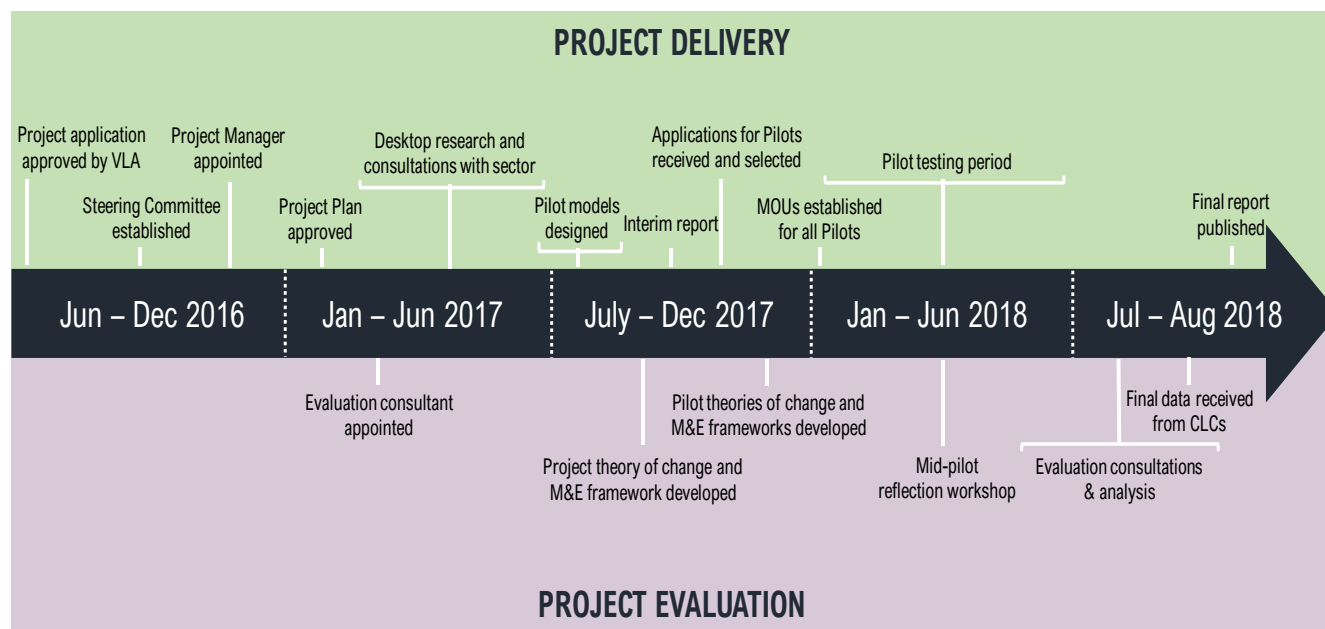 PROJECT DELIVERY
Project application
approved by VLA
Project Manager
appointed
Desktop research and
consultations with sector
Applications for Pilots
received and selected
Pilot testing period
Steering Committee
established
Project Plan
approved
Pilot models
designed
Interim report
MOUs established
for all Pilots
Final report
published
Jun – Dec 2016
Jan – Jun 2017
July – Dec 2017
Jan – Jun 2018
Jul – Aug 2018
Evaluation consultant
appointed
Pilot theories of change and
M&E frameworks developed
Final data received
from CLCs
Project theory of change and
M&E framework developed
Mid-pilot
reflection workshop
Evaluation consultations
& analysis
PROJECT EVALUATION